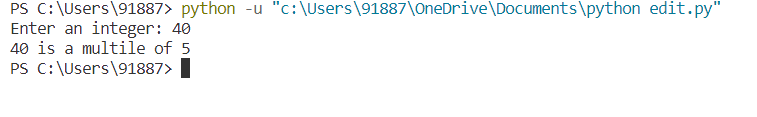 PS C:\Users\91887> python -u "c:\Users\91887\OneDrive\Documents\python edit.py"
Enter an integer: 40
40 is a multile of 5
PS C:\Users\91887>